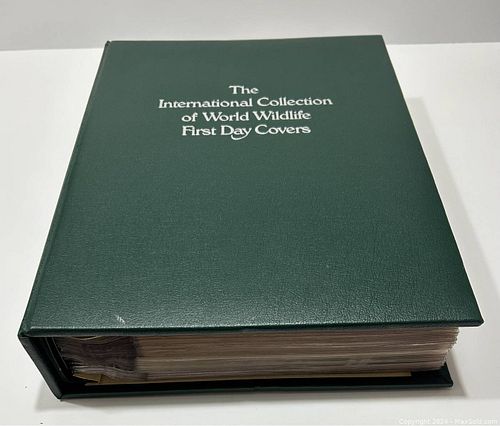 The
International Collection
of World Wildlife
First Day Covers
Copyright 2024 - MaxSold.com